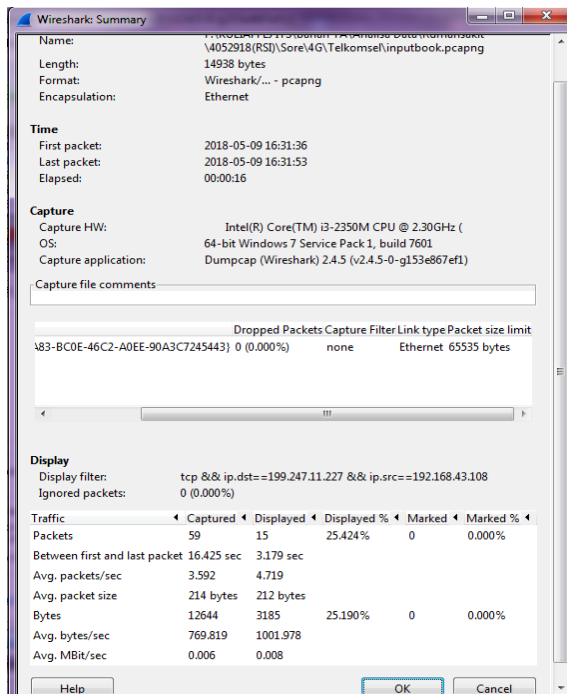 Wireshark: Summary
Name:
\4052918(RSI)\Sore\4G\Telkomsel\inputbook.pcapng
Length: 14938 bytes
Format: Wireshark/... - pcapng
Encapsulation: Ethernet
Time
First packet: 2018-05-09 16:31:36
Last packet: 2018-05-09 16:31:53
Elapsed: 00:00:16
Capture
Capture HW: Intel(R) Core(TM) i3-2350M CPU @ 2.30GHz (
OS: 64-bit Windows 7 Service Pack 1, build 7601
Capture application: Dumpcap (Wireshark) 2.4.5 (v2.4.5-0-g153e867ef1)
Capture file comments
Dropped Packets Capture Filter Link type Packet size limit
\83-BC0E-46C2-A0EE-90A3C7245443} 0 (0.000%) none Ethernet 65535 bytes
Display
Display filter: tcp && ip.dst==199.247.11.227 && ip.src==192.168.43.108
Ignored packets: 0 (0.000%)
Traffic Captured Displayed Displayed % Marked Marked %
Packets 59 15 25.424% 0 0.000%
Between first and last packet 16.425 sec 3.179 sec
Avg. packets/sec 3.592 4.719
Avg. packet size 214 bytes 212 bytes
Bytes 12644 3185 25.190% 0 0.000%
Avg. bytes/sec 769.819 1001.978
Avg. MBit/sec 0.006 0.008
Help OK Cancel